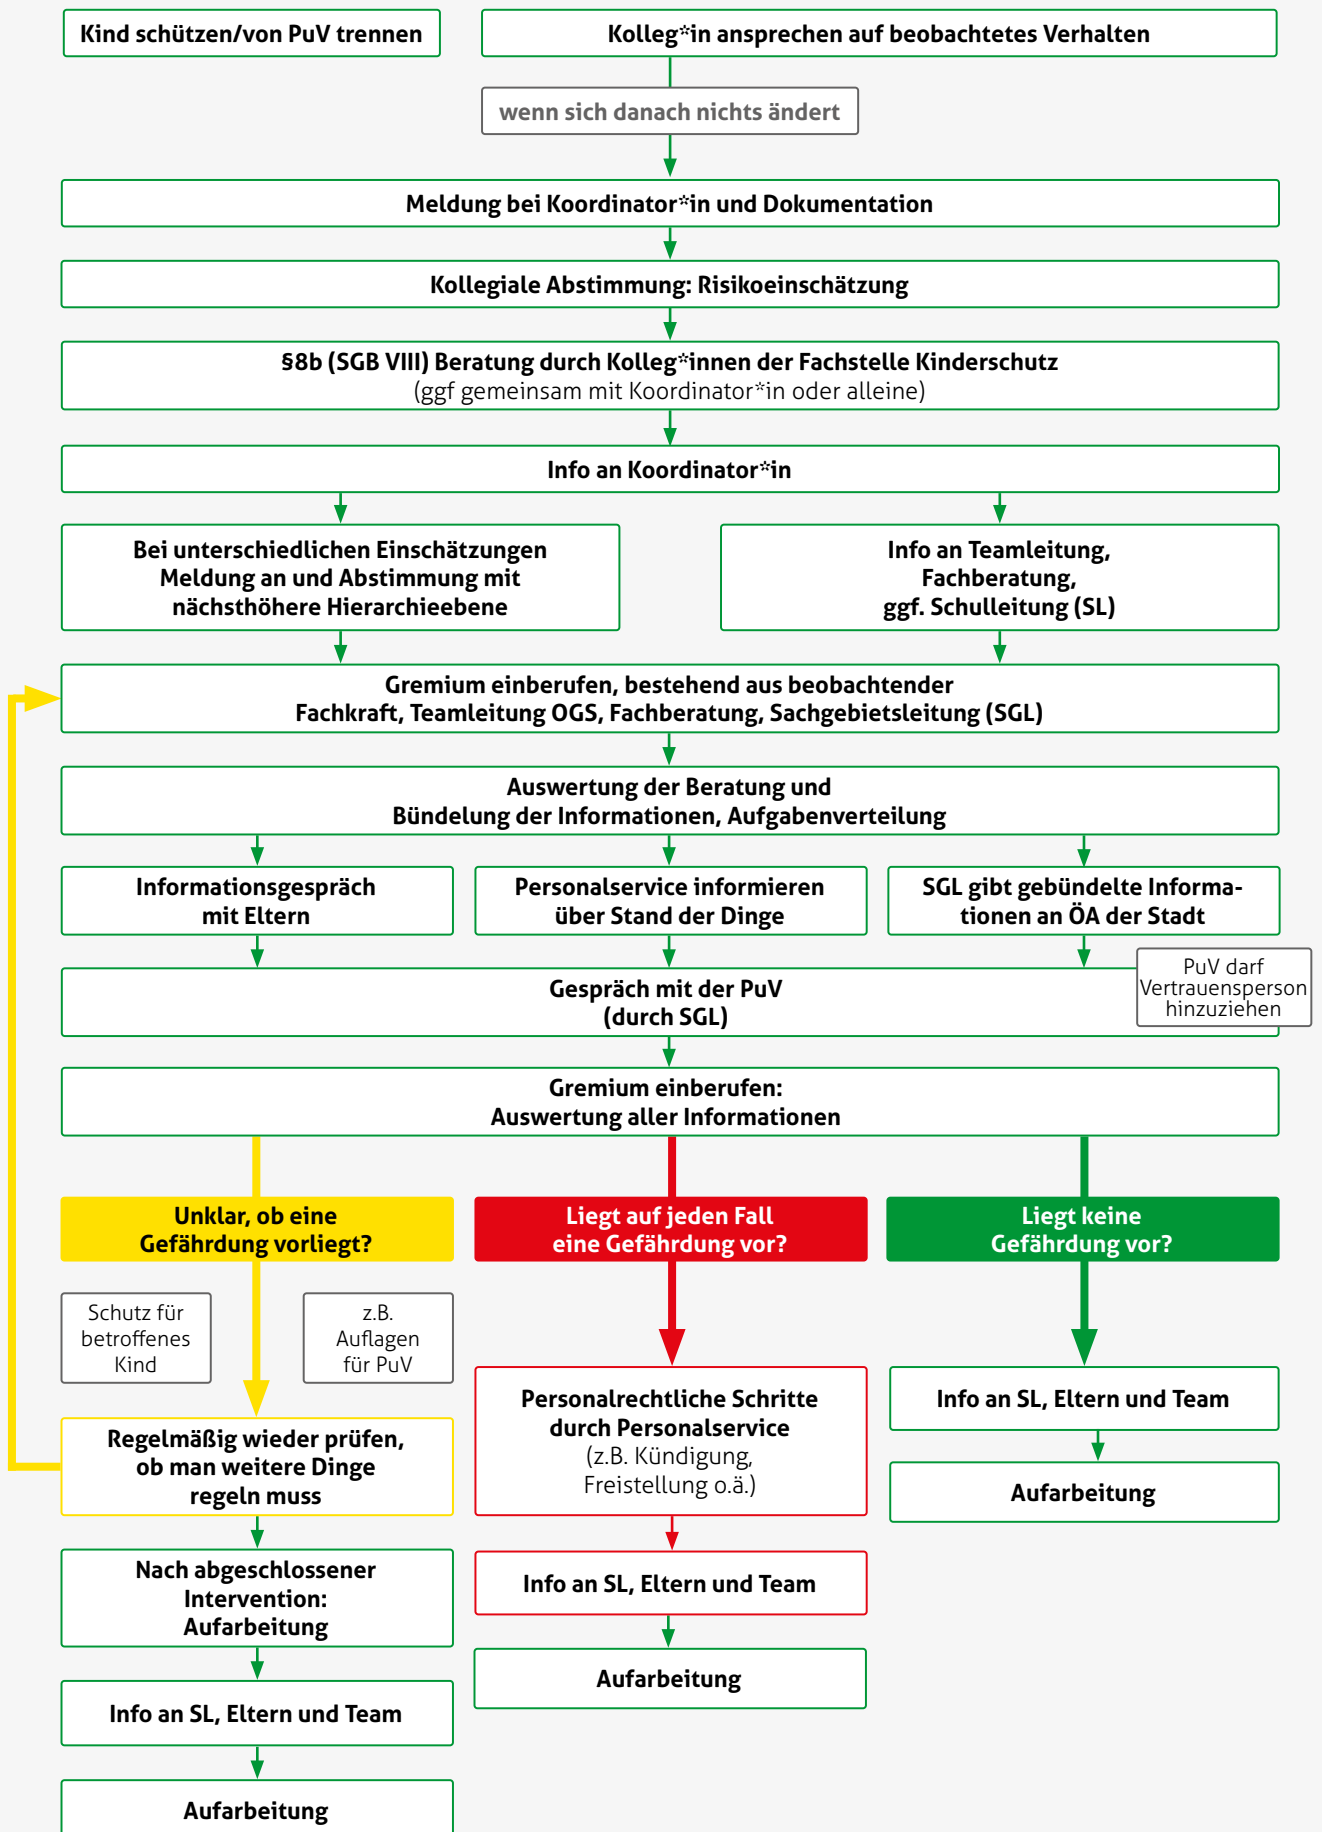 Kind schützen/von PuV trennen
Kolleg*in ansprechen auf beobachtetes Verhalten
wenn sich danach nichts ändert
Meldung bei Koordinator*in und Dokumentation
Kollegiale Abstimmung: Risikoeinschätzung
§8b (SGB VIII) Beratung durch Kolleg*innen der Fachstelle Kinderschutz
(ggf gemeinsam mit Koordinator*in oder alleine)
Info an Koordinator*in
Bei unterschiedlichen Einschätzungen
Meldung an und Abstimmung mit
nächsthöhere Hierarchieebene
Info an Teamleitung,
Fachberatung,
ggf. Schulleitung (SL)
Gremium einberufen, bestehend aus beobachtender
Fachkraft, Teamleitung OGS, Fachberatung, Sachgebietsleitung (SGL)
Auswertung der Beratung und
Bündelung der Informationen, Aufgabenverteilung
Informationsgespräch
mit Eltern
Personalservice informieren
über Stand der Dinge
SGL gibt gebündelte Informa-
tionen an ÖA der Stadt
Gespräch mit der PuV
(durch SGL)
PuV darf
Vertrauensperson
hinzuziehen
Gremium einberufen:
Auswertung aller Informationen
Unklar, ob eine
Gefährdung vorliegt?
Liegt auf jeden Fall
eine Gefährdung vor?
Liegt keine
Gefährdung vor?
Schutz für
betroffenes
Kind
z.B.
Auflagen
für PuV
Regelmäßig wieder prüfen,
ob man weitere Dinge
regeln muss
Personalrechtliche Schritte
durch Personalservice
(z.B. Kündigung,
Freistellung o.ä.)
Info an SL, Eltern und Team
Aufarbeitung
Nach abgeschlossener
Intervention:
Aufarbeitung
Info an SL, Eltern und Team
Aufarbeitung
Info an SL, Eltern und Team
Aufarbeitung